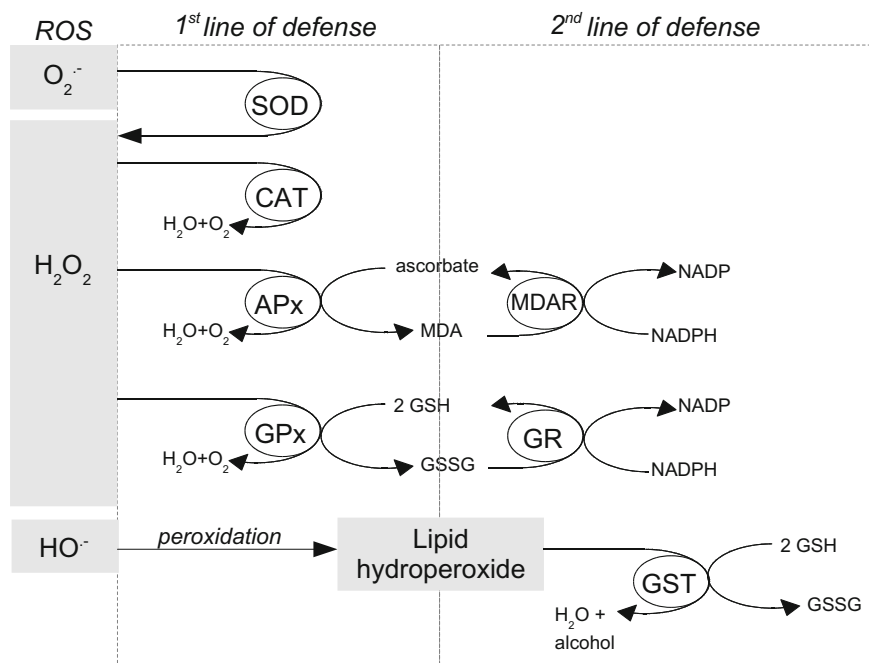 ROS 1st line of defense 2nd line of defense
O2·-
SOD
CAT
H2O+O2
H2O2
ascorbate NADP
APx MDAR
H2O+O2 MDA NADPH
2 GSH NADP
GPx GR
H2O+O2 GSSG NADPH
HO·- peroxidation Lipid
hydroperoxide
2 GSH
GST
H2O +
alcohol
GSSG